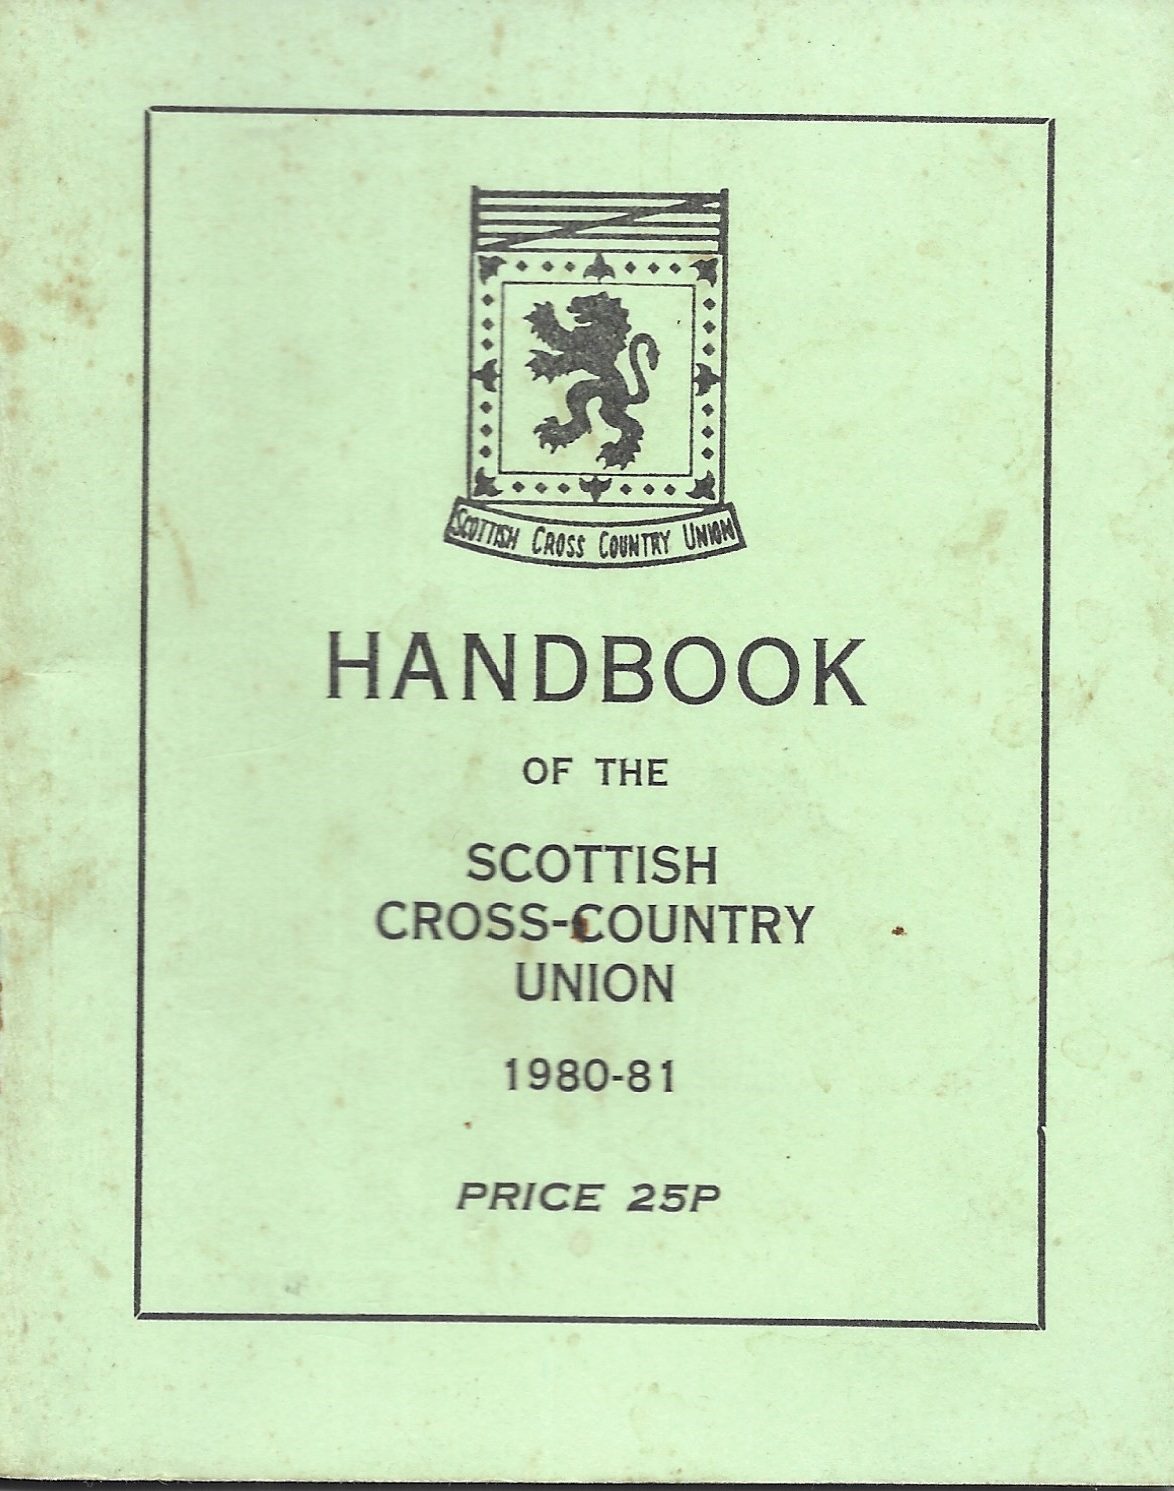 SCOTTISH CROSS COUNTRY UNION
HANDBOOK
OF THE
SCOTTISH
CROSS-COUNTRY
UNION
1980-81
PRICE 25P